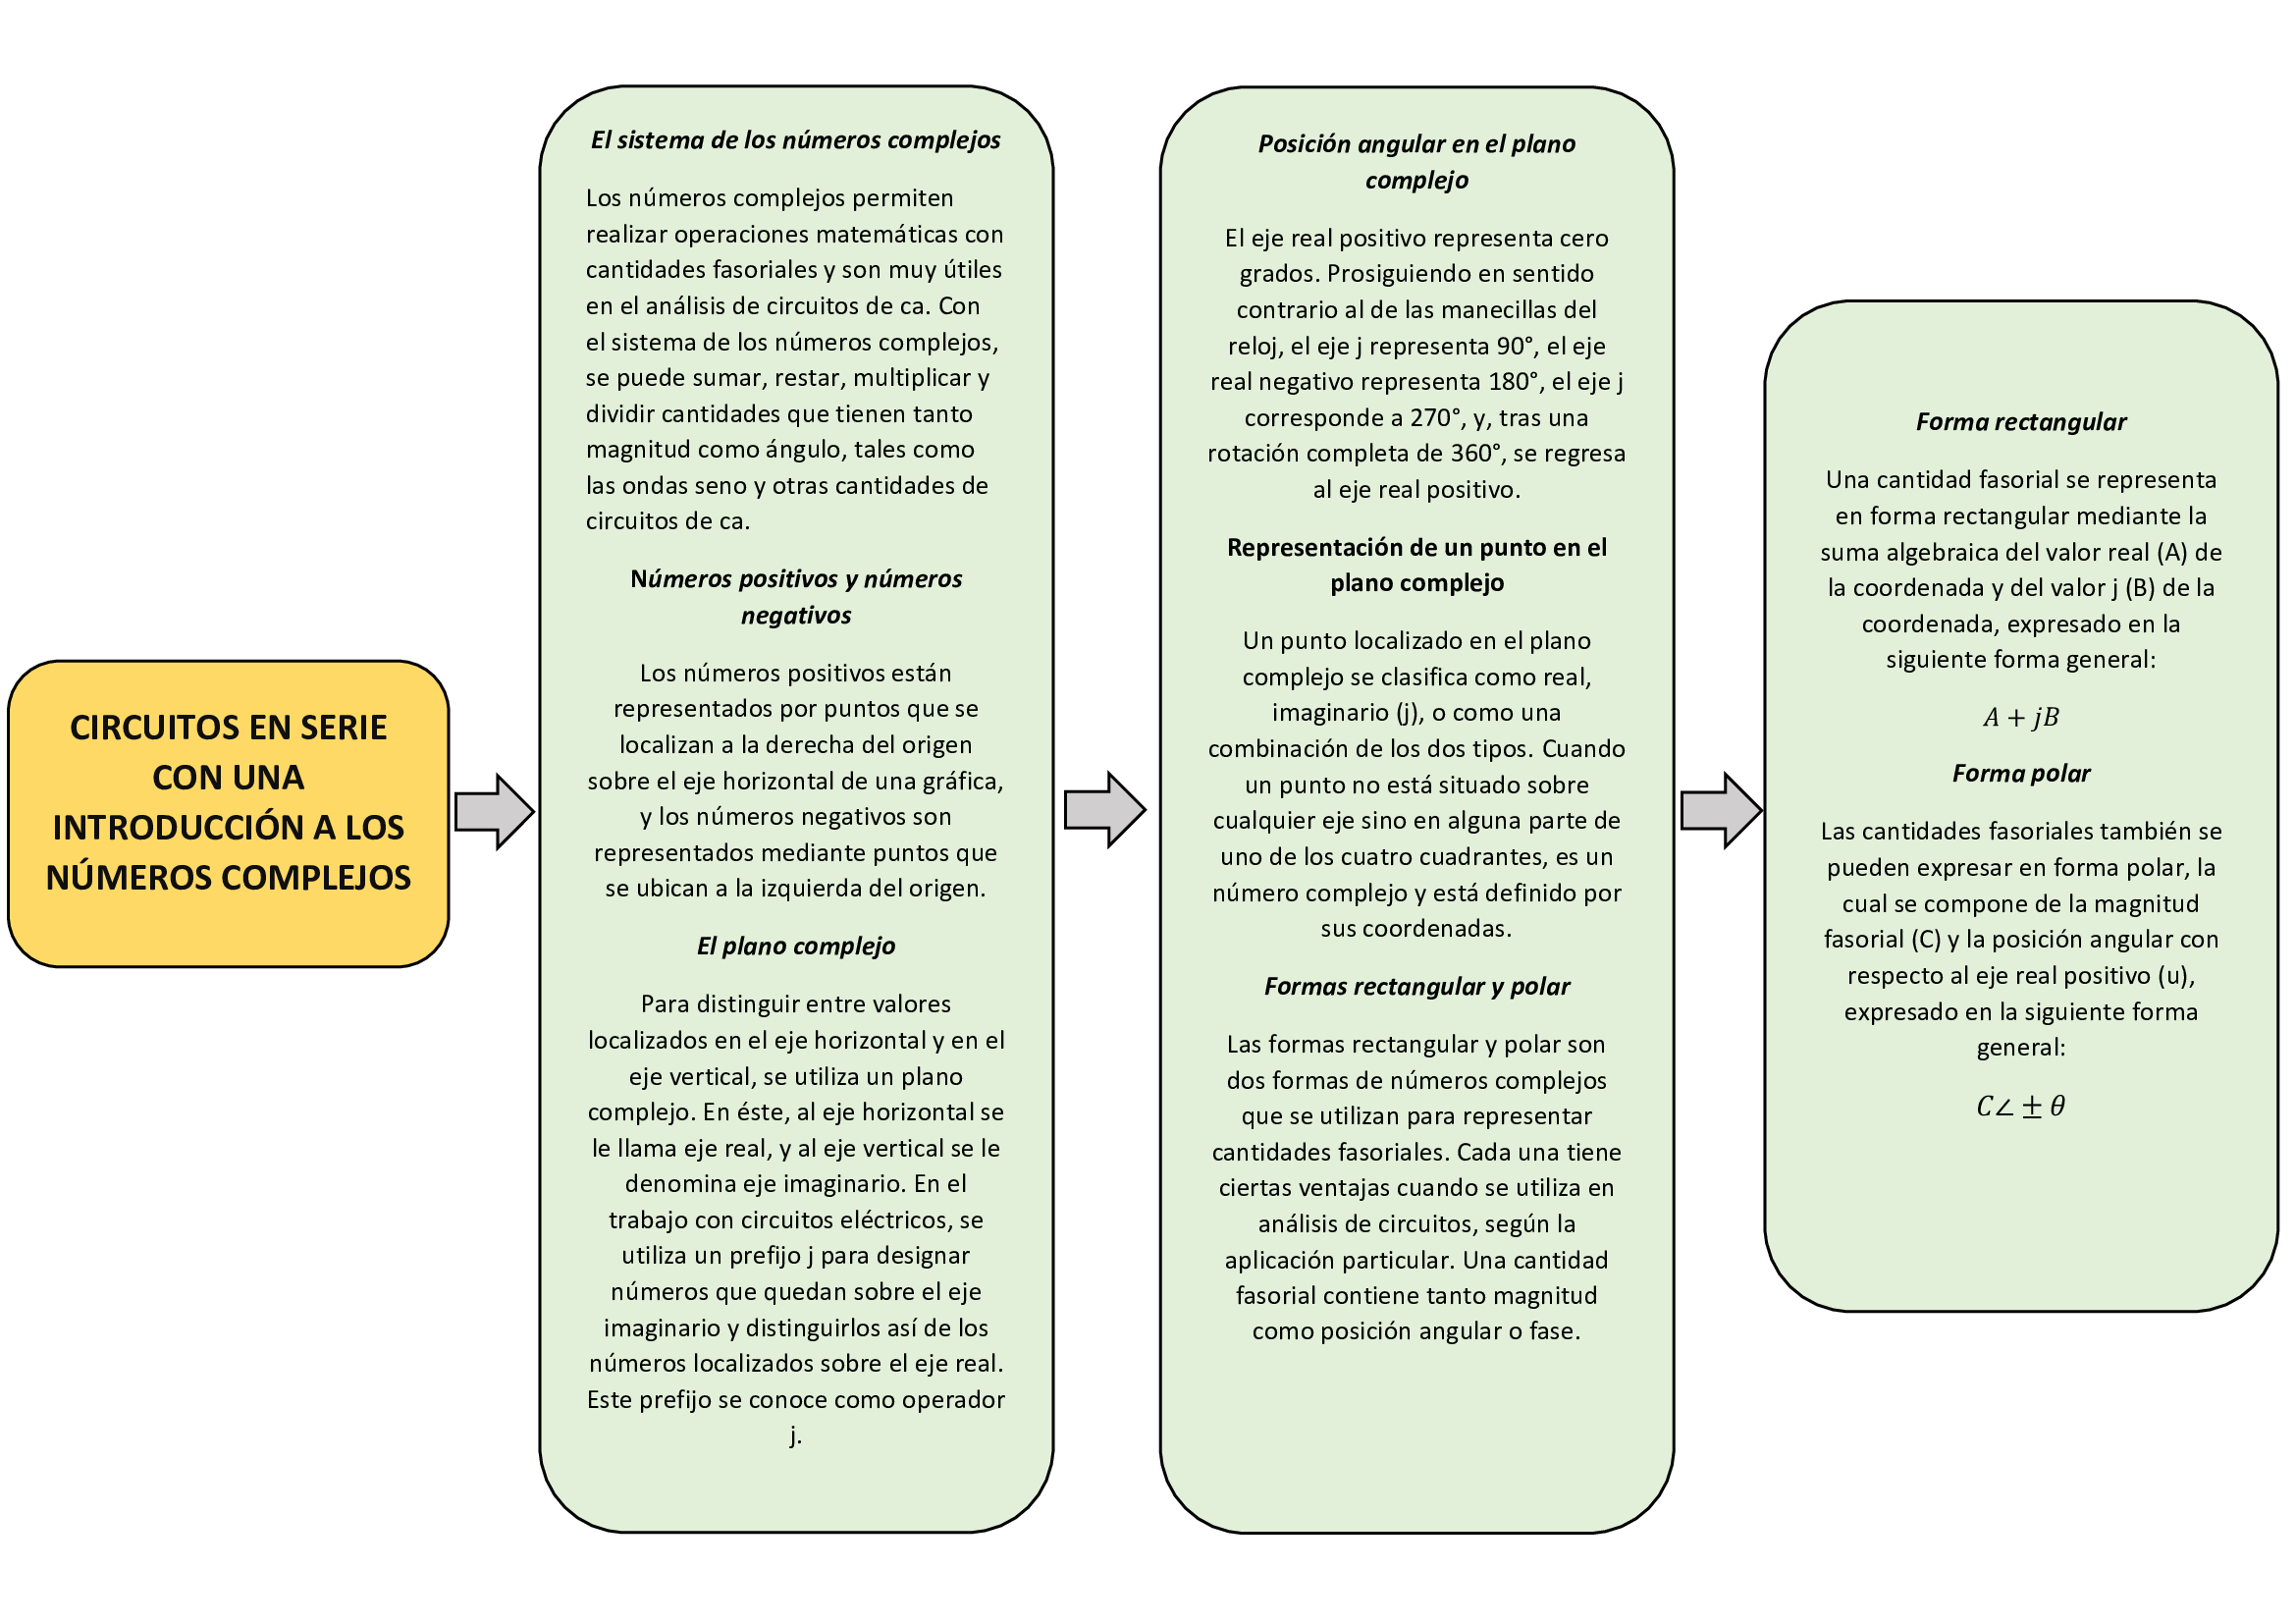 CIRCUITOS EN SERIE
CON UNA
INTRODUCCIÓN A LOS
NÚMEROS COMPLEJOS
El sistema de los números complejos
Los números complejos permiten
realizar operaciones matemáticas con
cantidades fasoriales y son muy útiles
en el análisis de circuitos de ca. Con
el sistema de los números complejos,
se puede sumar, restar, multiplicar y
dividir cantidades que tienen tanto
magnitud como ángulo, tales como
las ondas seno y otras cantidades de
circuitos de ca.
Números positivos y números
negativos
Los números positivos están
representados por puntos que se
localizan a la derecha del origen
sobre el eje horizontal de una gráfica,
y los números negativos son
representados mediante puntos que
se ubican a la izquierda del origen.
El plano complejo
Para distinguir entre valores
localizados en el eje horizontal y en el
eje vertical, se utiliza un plano
complejo. En éste, al eje horizontal se
le llama eje real, y al eje vertical se le
denomina eje imaginario. En el
trabajo con circuitos eléctricos, se
utiliza un prefijo j para designar
números que quedan sobre el eje
imaginario y distinguirlos así de los
números localizados sobre el eje real.
Este prefijo se conoce como operador
j.
Posición angular en el plano
complejo
El eje real positivo representa cero
grados. Prosiguiendo en sentido
contrario al de las manecillas del
reloj, el eje j representa 90°, el eje
real negativo representa 180°, el eje j
corresponde a 270°, y, tras una
rotación completa de 360°, se regresa
al eje real positivo.
Representación de un punto en el
plano complejo
Un punto localizado en el plano
complejo se clasifica como real,
imaginario (j), o como una
combinación de los dos tipos. Cuando
un punto no está situado sobre
cualquier eje sino en alguna parte de
uno de los cuatro cuadrantes, es un
número complejo y está definido por
sus coordenadas.
Formas rectangular y polar
Las formas rectangular y polar son
dos formas de números complejos
que se utilizan para representar
cantidades fasoriales. Cada una tiene
ciertas ventajas cuando se utiliza en
análisis de circuitos, según la
aplicación particular. Una cantidad
fasorial contiene tanto magnitud
como posición angular o fase.
Forma rectangular
Una cantidad fasorial se representa
en forma rectangular mediante la
suma algebraica del valor real (A) de
la coordenada y del valor j (B) de la
coordenada, expresado en la
siguiente forma general:
A + jB
Forma polar
Las cantidades fasoriales también se
pueden expresar en forma polar, la
cual se compone de la magnitud
fasorial (C) y la posición angular con
respecto al eje real positivo (u),
expresado en la siguiente forma
general:
C∠ ± θ